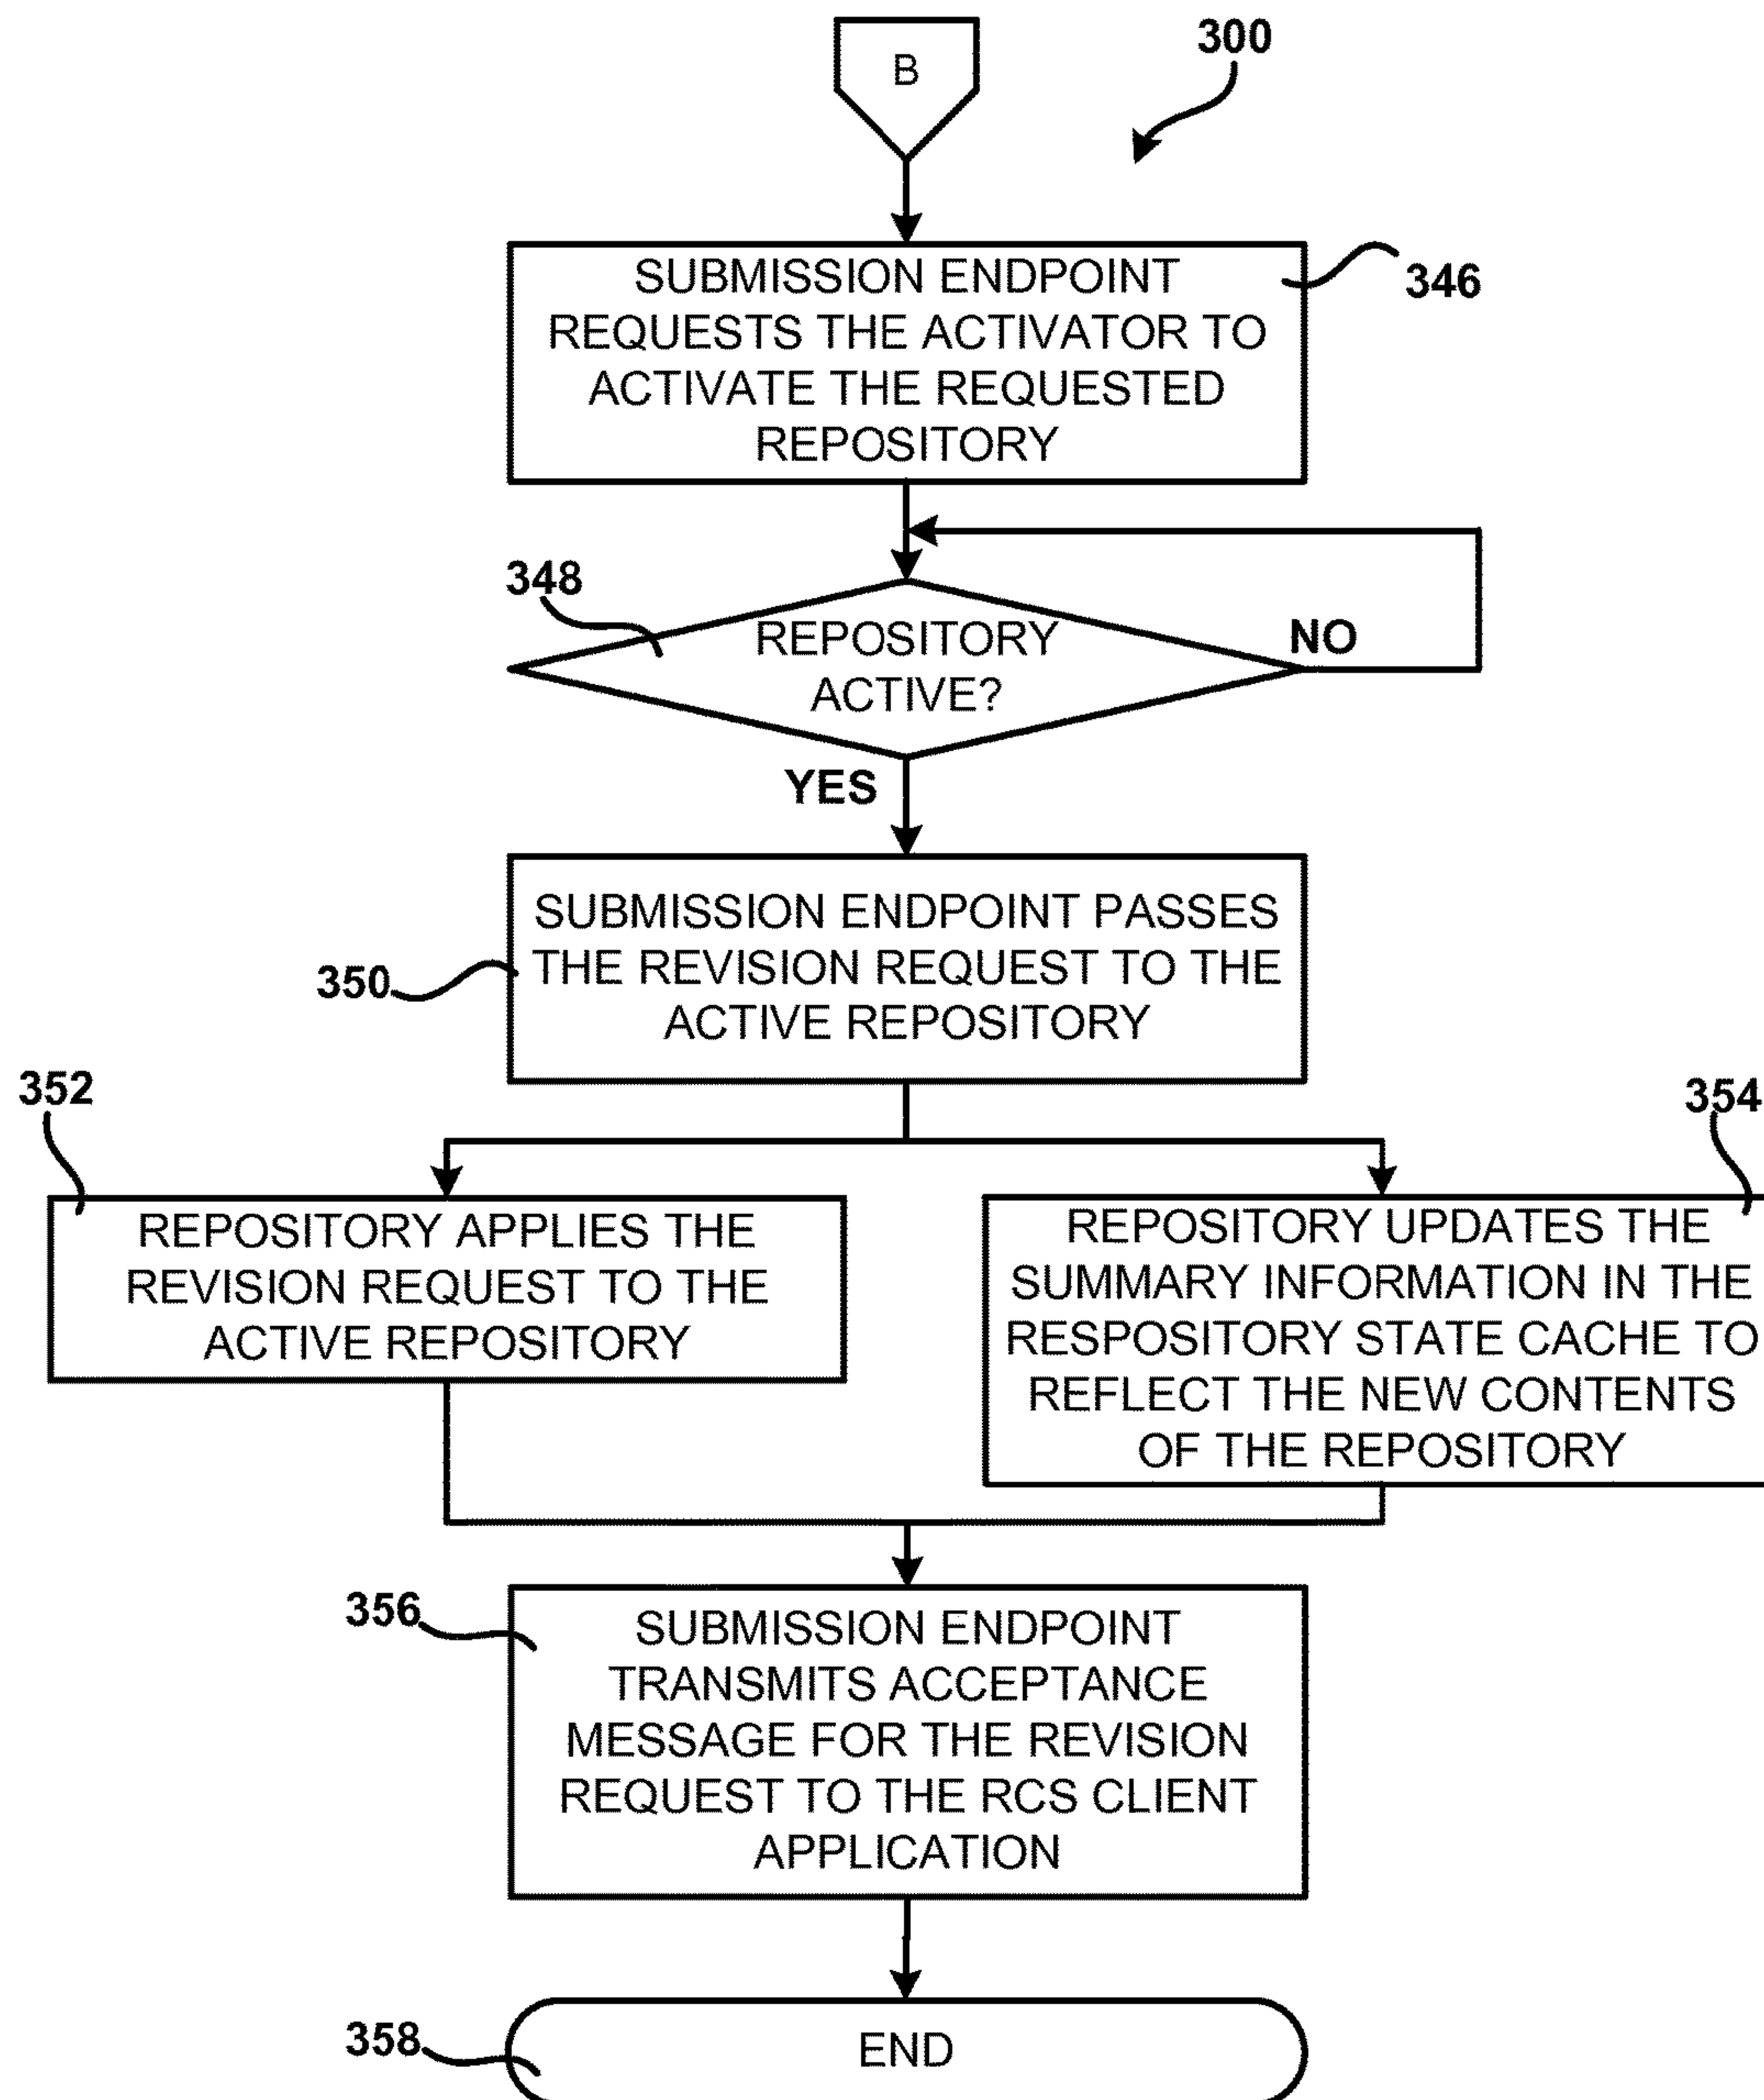 B
300
SUBMISSION ENDPOINT
REQUESTS THE ACTIVATOR TO
ACTIVATE THE REQUESTED
REPOSITORY
346
348
REPOSITORY
ACTIVE?
NO
YES
SUBMISSION ENDPOINT PASSES
THE REVISION REQUEST TO THE
ACTIVE REPOSITORY
350
352
354
REPOSITORY APPLIES THE
REVISION REQUEST TO THE
ACTIVE REPOSITORY
REPOSITORY UPDATES THE
SUMMARY INFORMATION IN THE
RESPOSITORY STATE CACHE TO
REFLECT THE NEW CONTENTS
OF THE REPOSITORY
356
SUBMISSION ENDPOINT
TRANSMITS ACCEPTANCE
MESSAGE FOR THE REVISION
REQUEST TO THE RCS CLIENT
APPLICATION
358
END